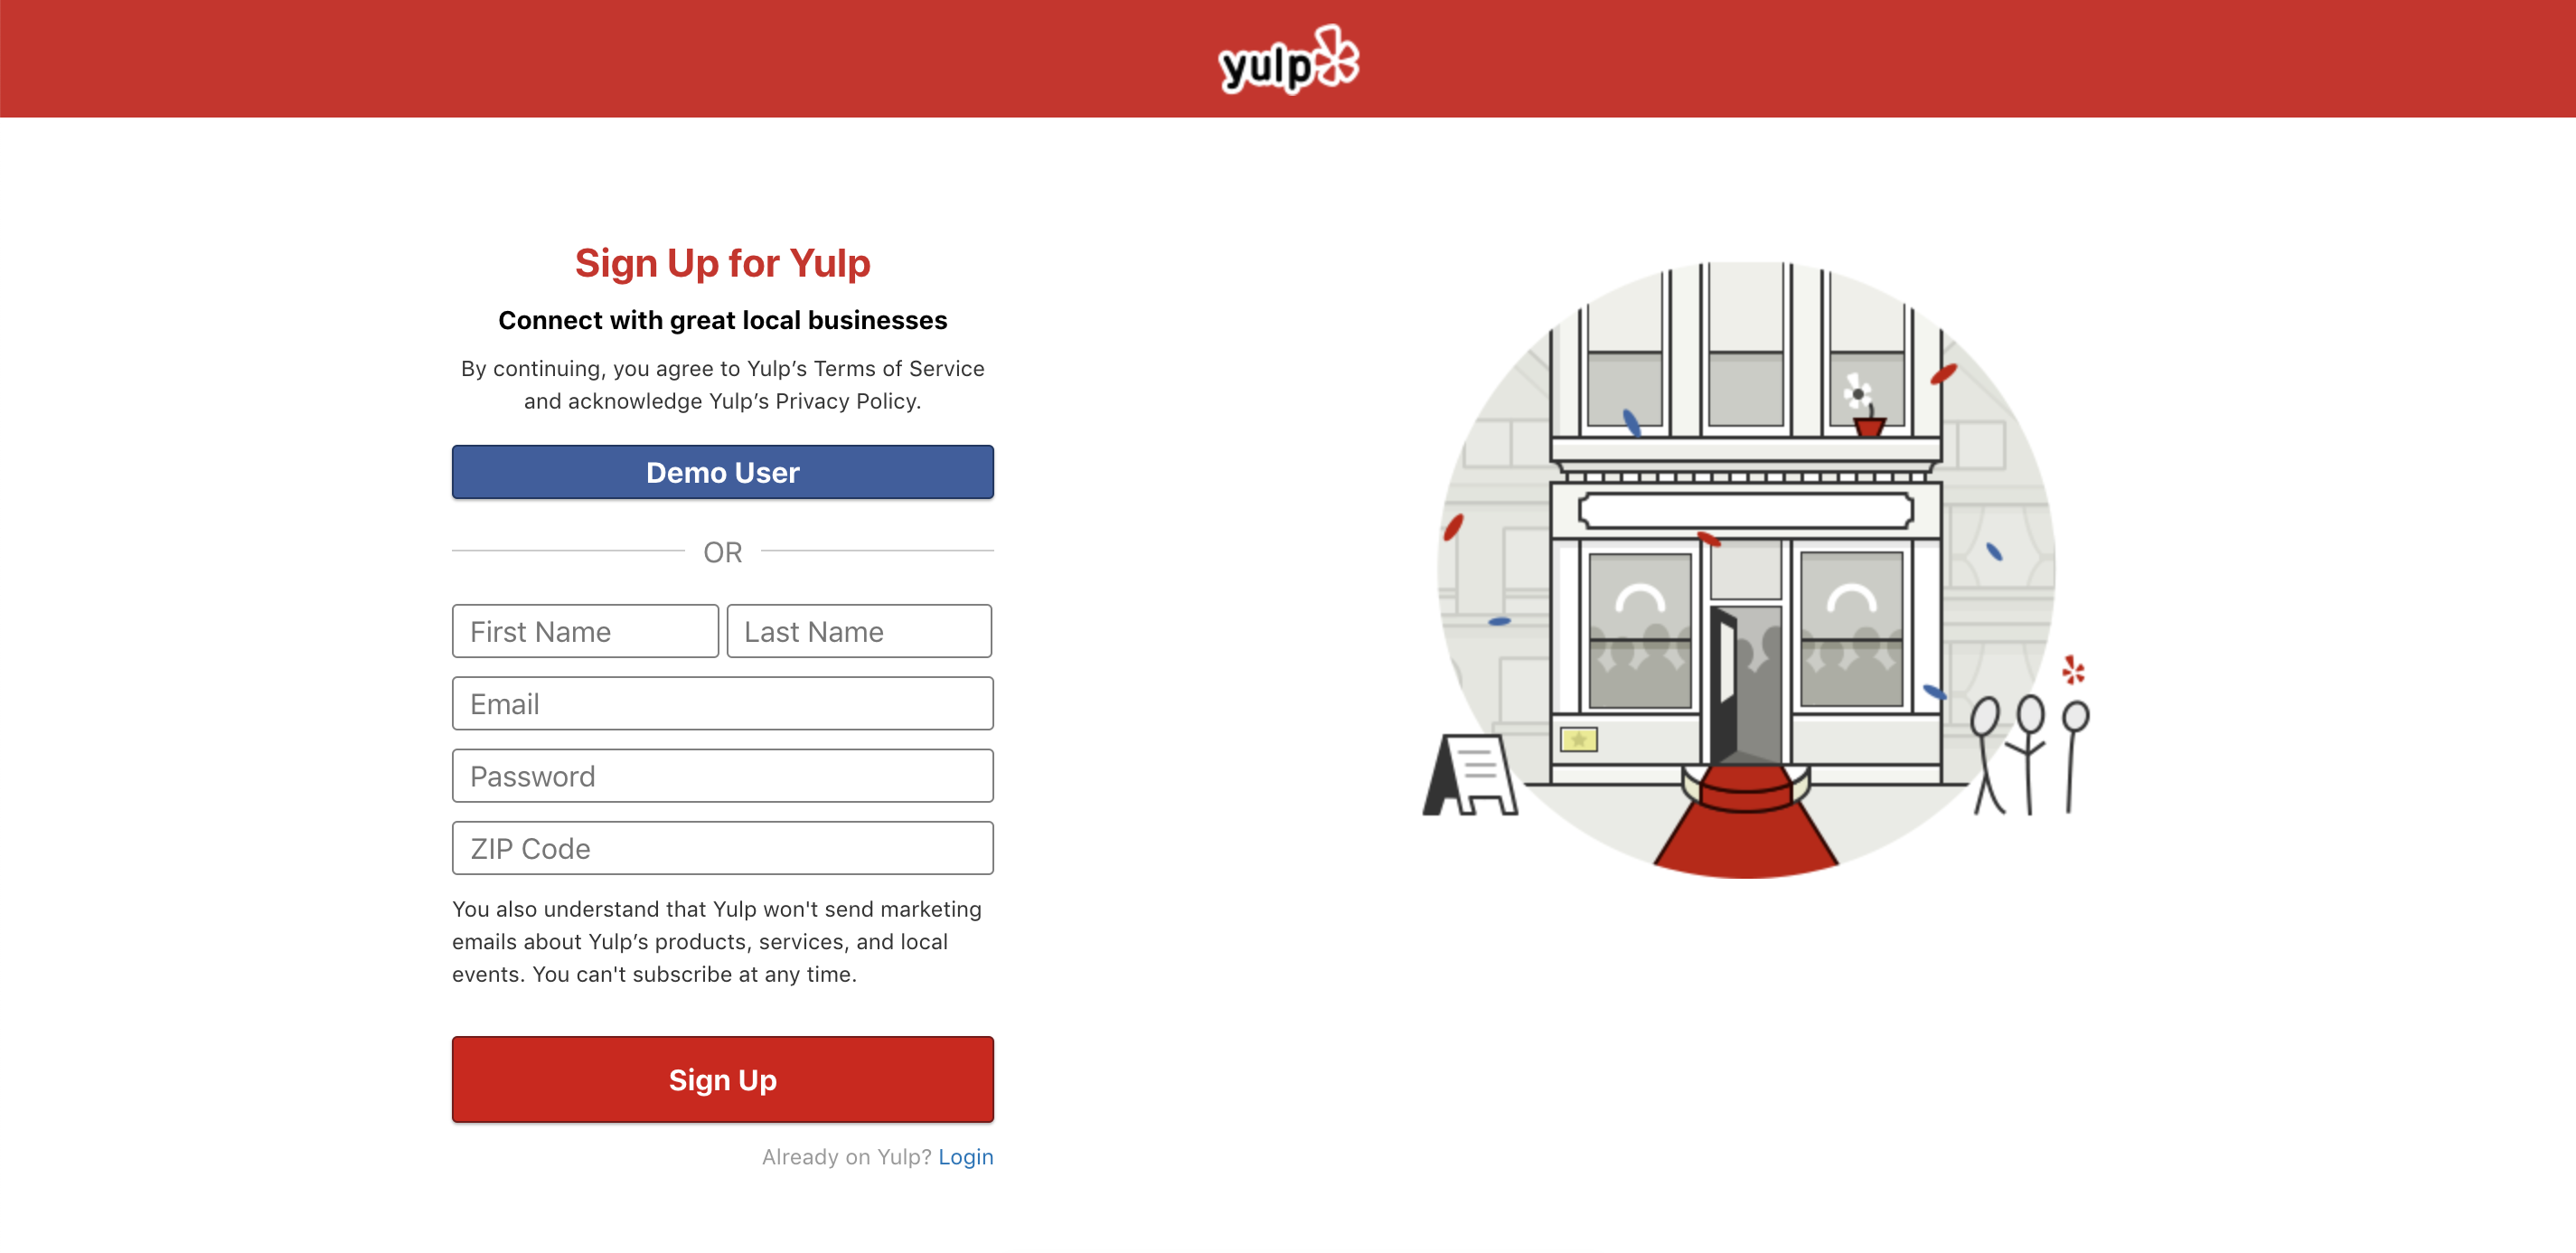 yulp
Sign Up for Yulp
Connect with great local businesses
By continuing, you agree to Yulp’s Terms of Service
and acknowledge Yulp’s Privacy Policy.
Demo User
OR
First Name
Last Name
Email
Password
ZIP Code
You also understand that Yulp won't send marketing
emails about Yulp’s products, services, and local
events. You can't subscribe at any time.
Sign Up
Already on Yulp? Login